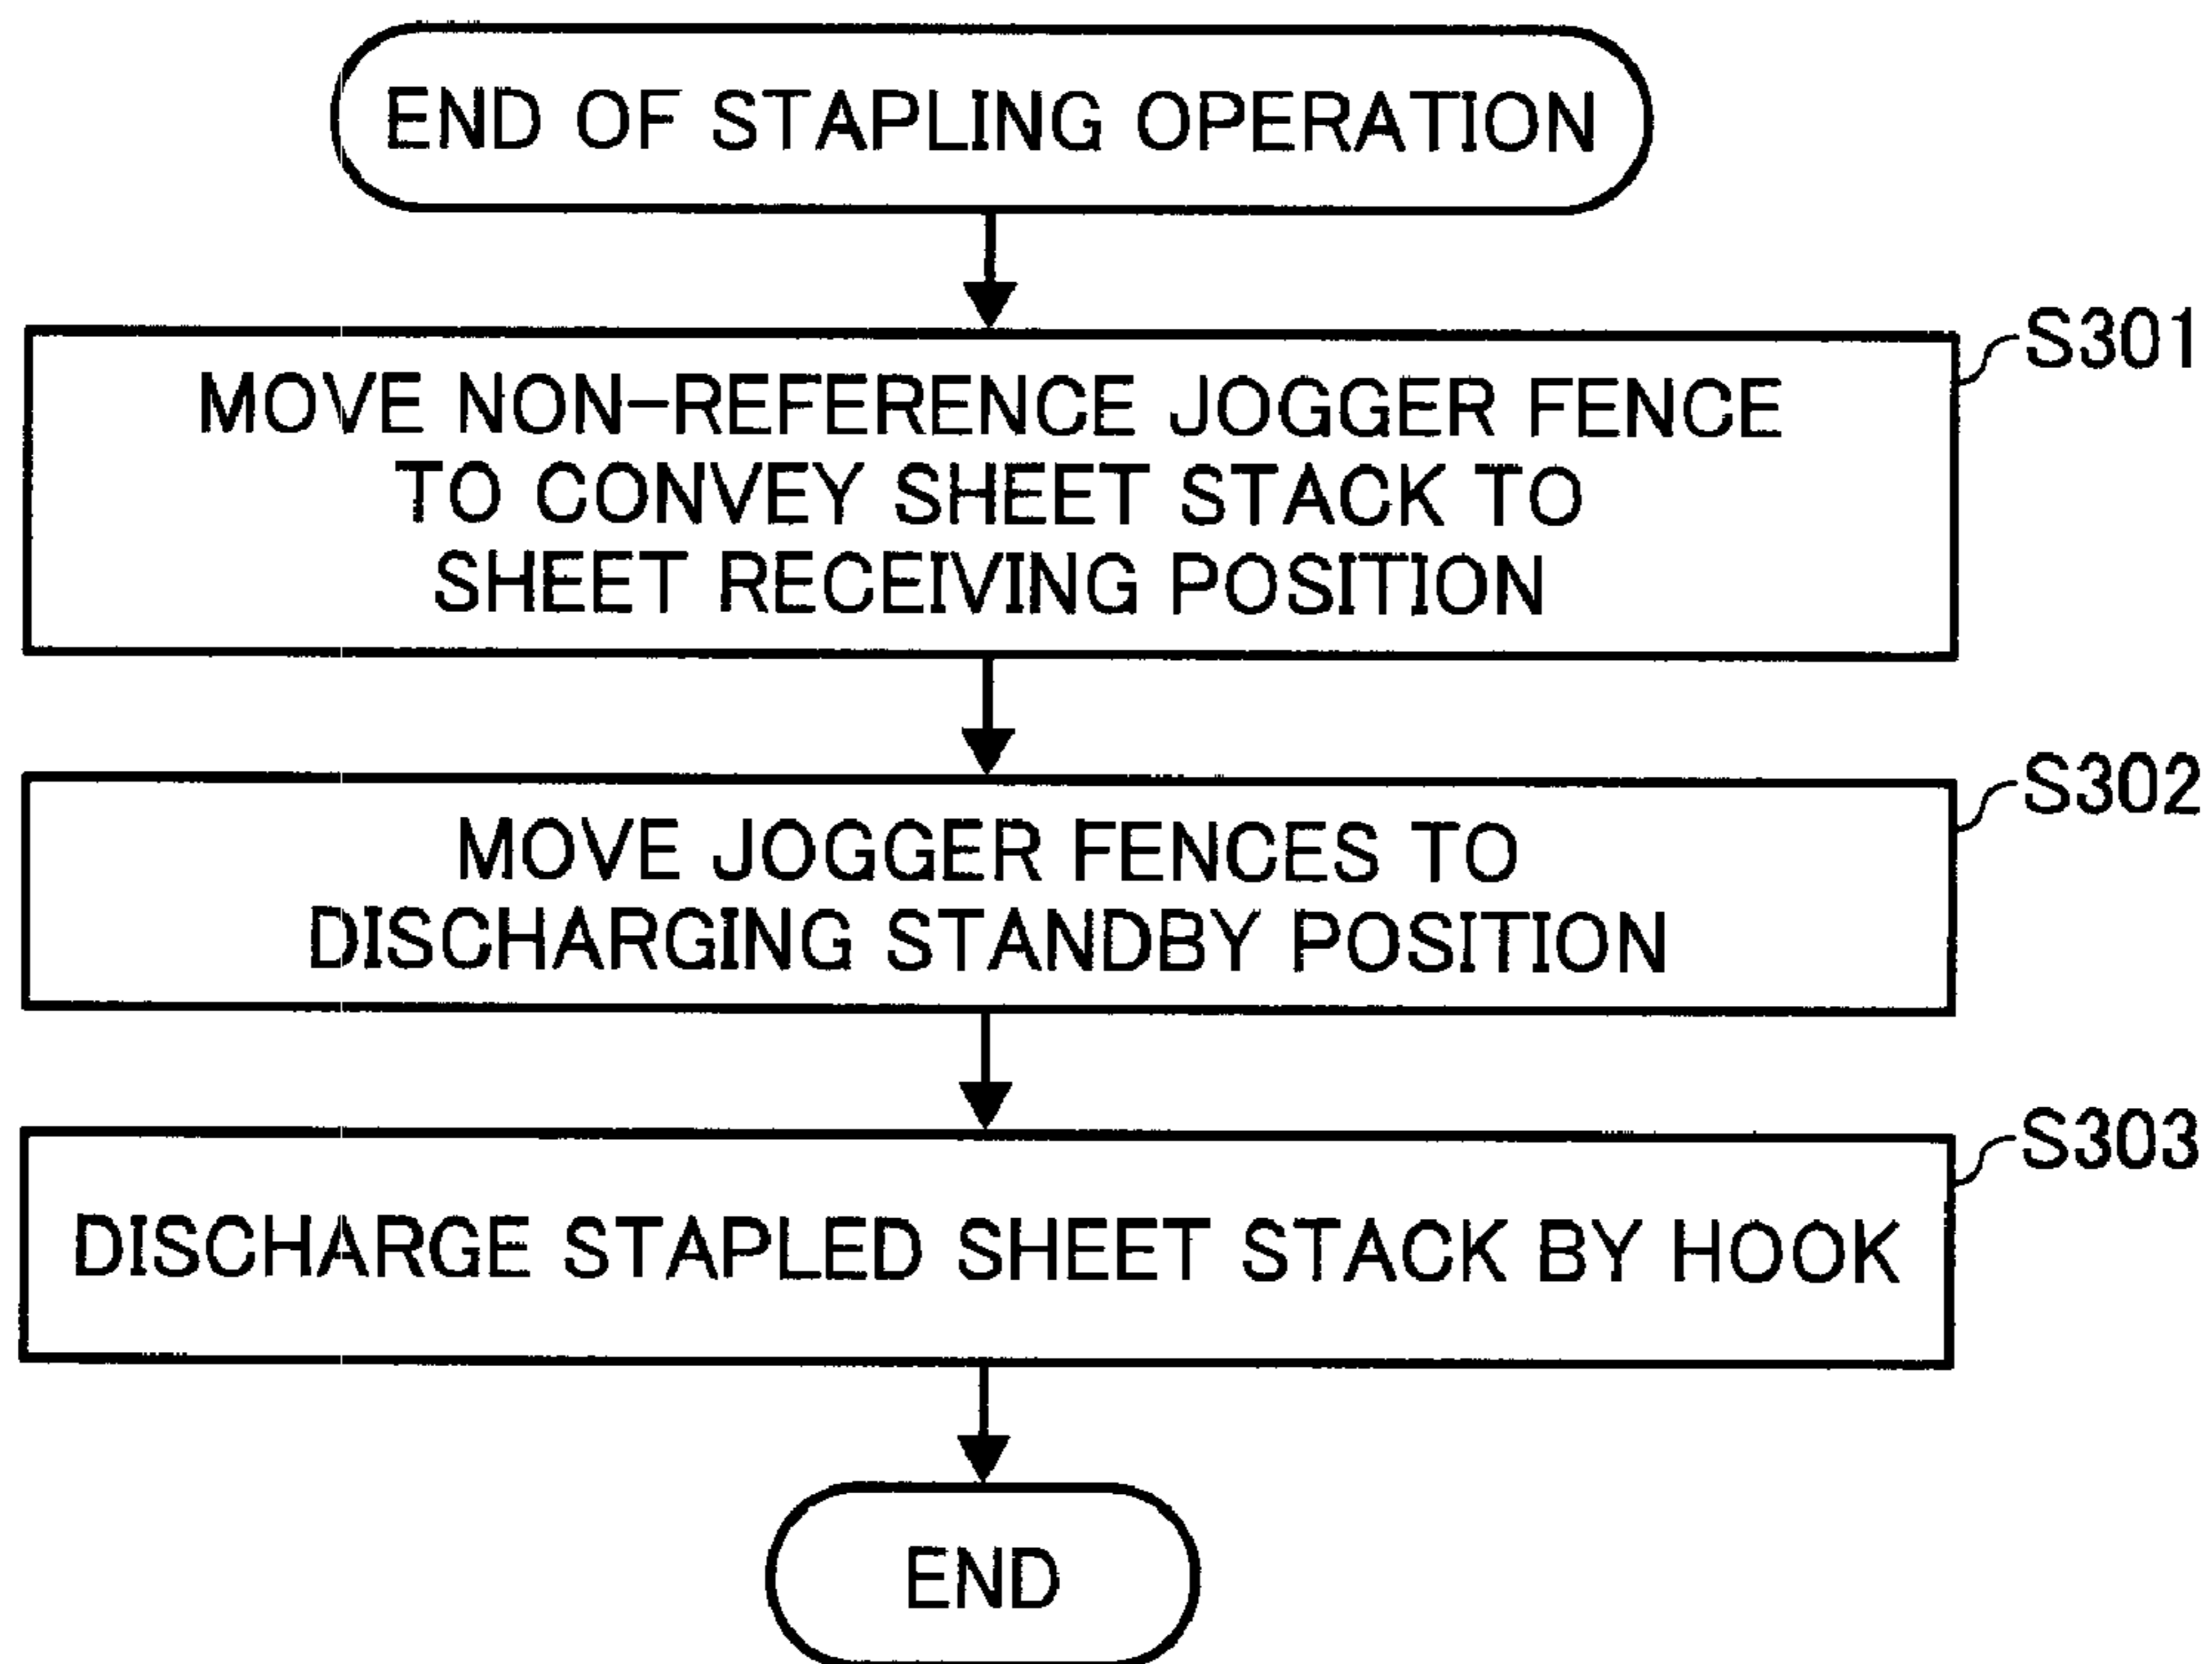 END OF STAPLING OPERATION
S301
MOVE NON-REFERENCE JOGGER FENCE
TO CONVEY SHEET STACK TO
SHEET RECEIVING POSITION
S302
MOVE JOGGER FENCES TO
DISCHARGING STANDBY POSITION
S303
DISCHARGE STAPLED SHEET STACK BY HOOK
END